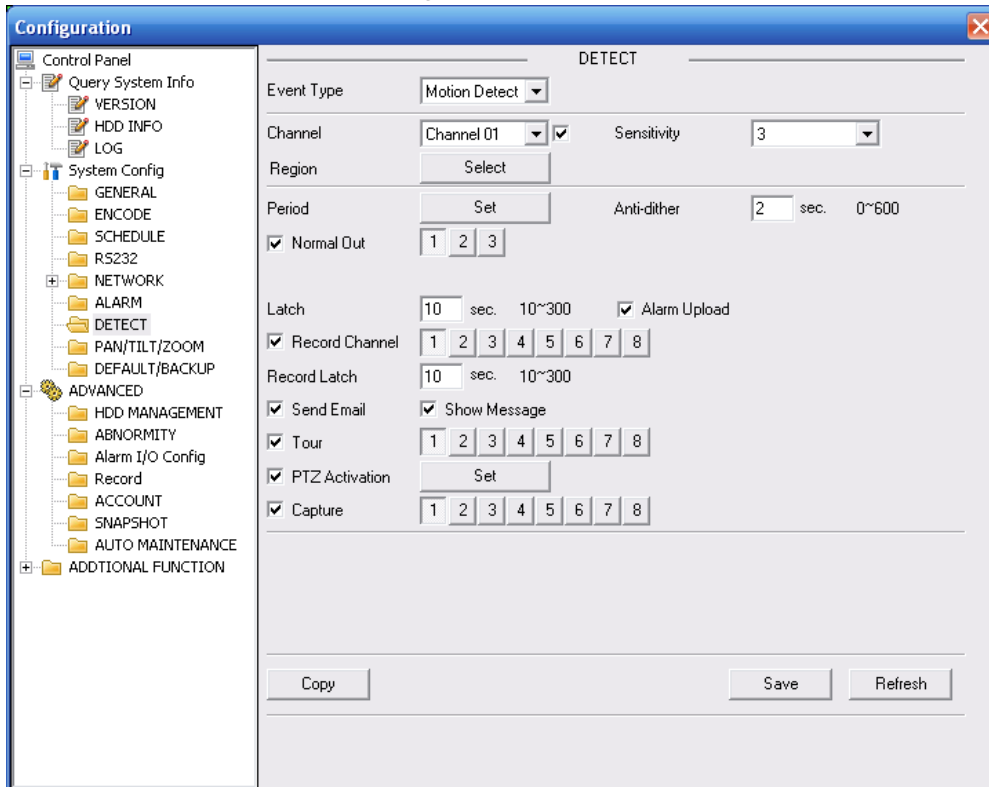 Configuration
Control Panel
Query System Info
VERSION
HDD INFO
LOG
System Config
GENERAL
ENCODE
SCHEDULE
RS232
NETWORK
ALARM
DETECT
PAN/TILT/ZOOM
DEFAULT/BACKUP
ADVANCED
HDD MANAGEMENT
ABNORMITY
Alarm I/O Config
Record
ACCOUNT
SNAPSHOT
AUTO MAINTENANCE
ADDTIONAL FUNCTION
DETECT
Event Type Motion Detect
Channel Channel 01 Sensitivity 3
Region Select
Period Set Anti-dither 2 sec. 0~600
Normal Out 1 2 3
Latch 10 sec. 10~300 Alarm Upload
Record Channel 1 2 3 4 5 6 7 8
Record Latch 10 sec. 10~300
Send Email Show Message
Tour 1 2 3 4 5 6 7 8
PTZ Activation Set
Capture 1 2 3 4 5 6 7 8
Copy Save Refresh